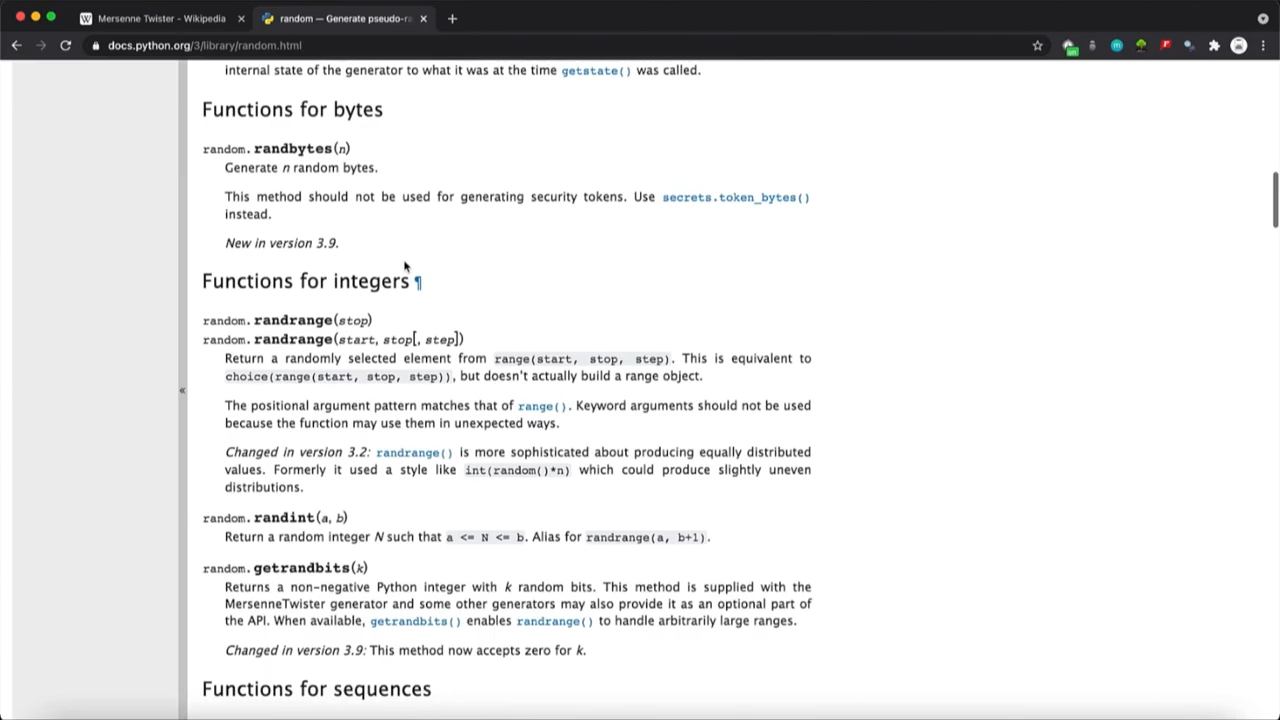 Mersenne Twister - Wikipedia
random — Generate pseudo-ra
docs.python.org/3/library/random.html
internal state of the generator to what it was at the time getstate() was called.
Functions for bytes
random.randbytes(n)
Generate n random bytes.
This method should not be used for generating security tokens. Use secrets.token_bytes()
instead.
New in version 3.9.
Functions for integers ¶
random.randrange(stop)
random.randrange(start, stop[, step])
Return a randomly selected element from range(start, stop, step). This is equivalent to
choice(range(start, stop, step)), but doesn't actually build a range object.
The positional argument pattern matches that of range(). Keyword arguments should not be used
because the function may use them in unexpected ways.
Changed in version 3.2: randrange() is more sophisticated about producing equally distributed
values. Formerly it used a style like int(random()*n) which could produce slightly uneven
distributions.
random.randint(a, b)
Return a random integer N such that a <= N <= b. Alias for randrange(a, b+1).
random.getrandbits(k)
Returns a non-negative Python integer with k random bits. This method is supplied with the
MersenneTwister generator and some other generators may also provide it as an optional part of
the API. When available, getrandbits() enables randrange() to handle arbitrarily large ranges.
Changed in version 3.9: This method now accepts zero for k.
Functions for sequences